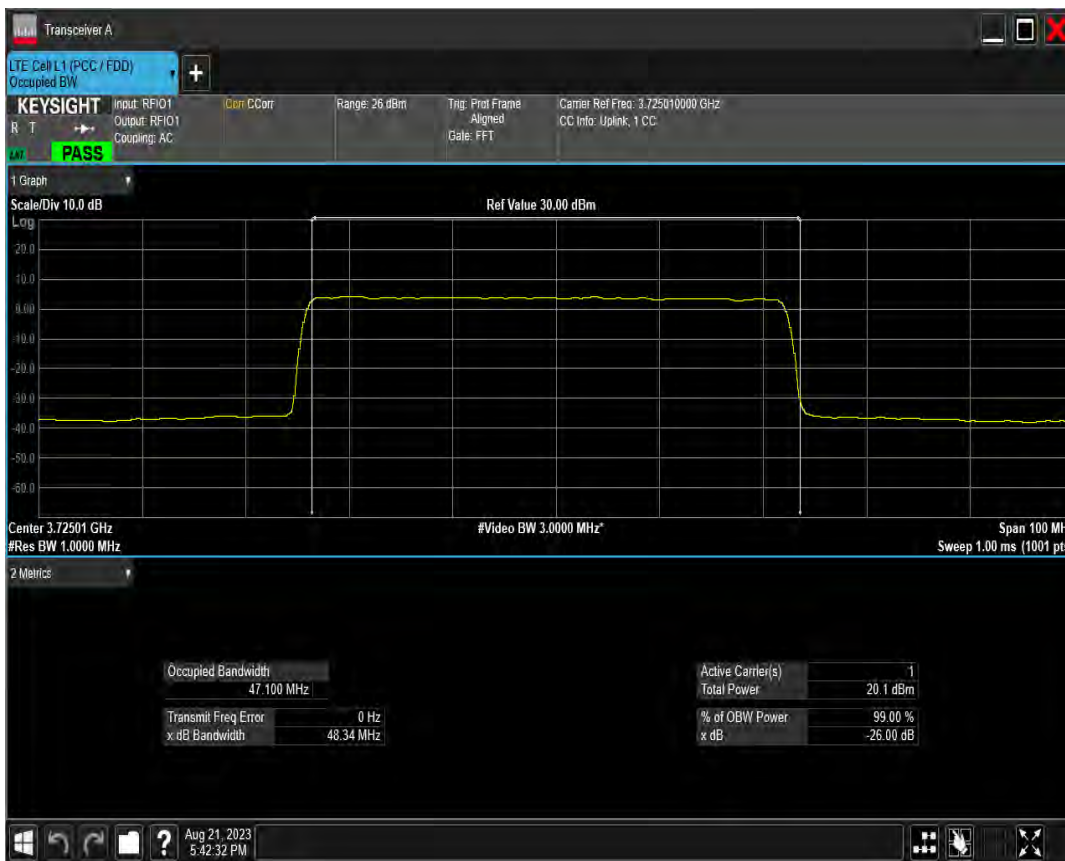 Transceiver A
LTE Cell L1 (PCC / FDD)
Occupied BW
+
KEYSIGHT
R T
PASS
Input: RFIO1
Output: RFIO1
Coupling: AC
Corr CCorr
Range: 26 dBm
Trig: Prot Frame
Aligned
Gate: FFT
Carrier Ref Freq: 3.725010000 GHz
CC Info: Uplink, 1 CC
1 Graph
Scale/Div 10.0 dB
Ref Value 30.00 dBm
Log
20.0
10.0
0.00
-10.0
-20.0
-30.0
-40.0
-50.0
-60.0
Center 3.72501 GHz
#Video BW 3.0000 MHz*
Span 100 MH
#Res BW 1.0000 MHz
Sweep 1.00 ms (1001 pts
2 Metrics
Occupied Bandwidth
47.100 MHz
Transmit Freq Error 0 Hz
x dB Bandwidth 48.34 MHz
Active Carrier(s) 1
Total Power 20.1 dBm
% of OBW Power 99.00 %
x dB -26.00 dB
?
Aug 21, 2023
5:42:32 PM